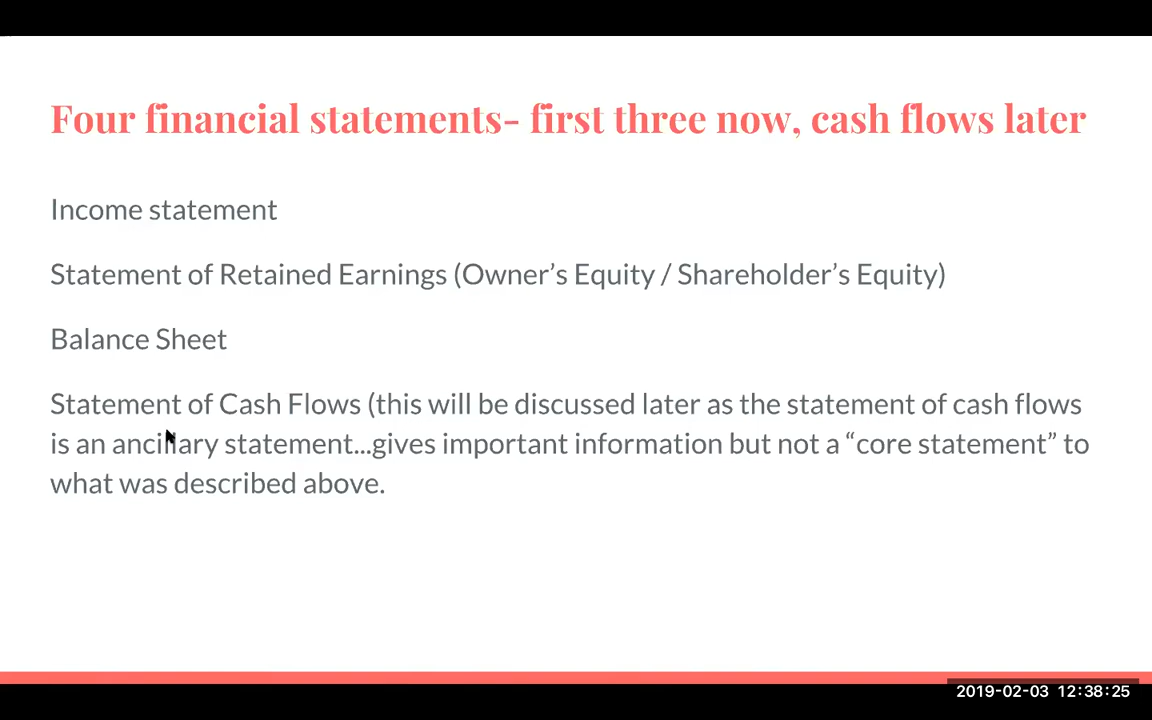 Four financial statements- first three now, cash flows later
Income statement
Statement of Retained Earnings (Owner’s Equity / Shareholder’s Equity)
Balance Sheet
Statement of Cash Flows (this will be discussed later as the statement of cash flows
is an ancillary statement...gives important information but not a “core statement” to
what was described above.
2019-02-03 12:38:25